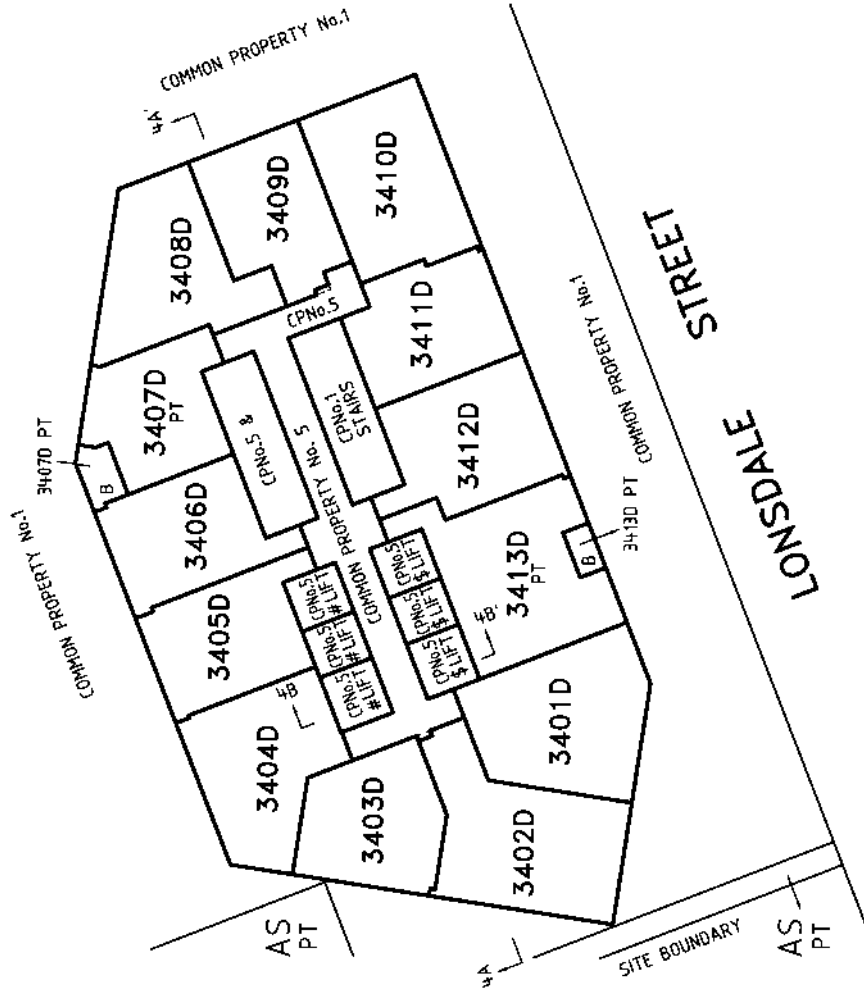 COMMON PROPERTY No.1
4A'
3408D
3409D
3410D
CPNo.5
3411D
3407D
PT
3407D PT
B
COMMON PROPERTY No.1
CPNo.5 &
CPNo.1
STAIRS
3412D
3406D
COMMON PROPERTY No. 5
COMMON PROPERTY No.1
STREET
LONSDALE
3405D
CPNo.5
# LIFT
CPNo.5
# LIFT
CPNo.5
# LIFT
CPNo.5
$ LIFT
CPNo.5
$ LIFT
CPNo.5
$ LIFT
3413D
PT
B
3413D PT
4B
4B'
3404D
3403D
3401D
3402D
AS
PT
4A
SITE BOUNDARY
AS
PT